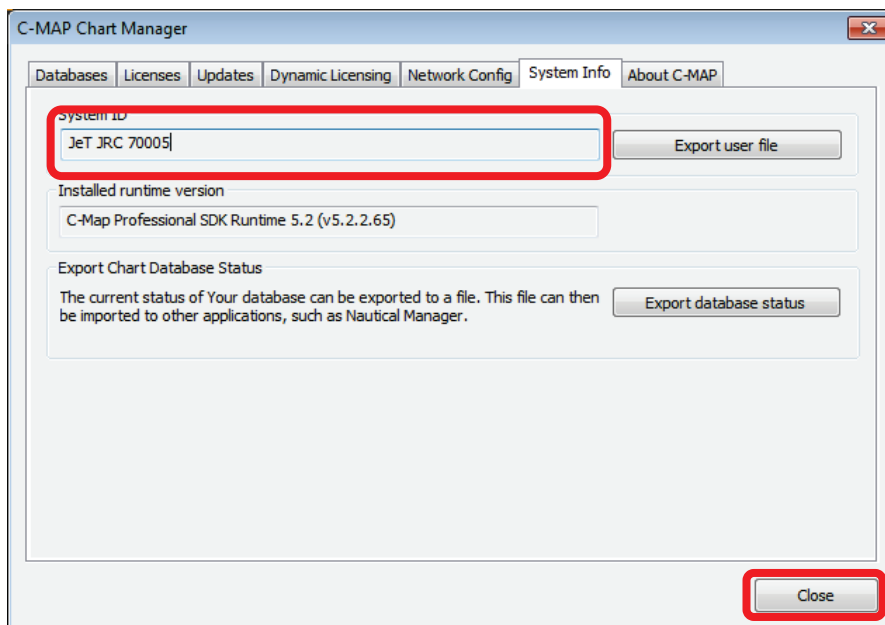 C-MAP Chart Manager
Databases Licenses Updates Dynamic Licensing Network Config System Info About C-MAP
System ID
JeT JRC 70005
Export user file
Installed runtime version
C-Map Professional SDK Runtime 5.2 (v5.2.2.65)
Export Chart Database Status
The current status of Your database can be exported to a file. This file can then
be imported to other applications, such as Nautical Manager.
Export database status
Close